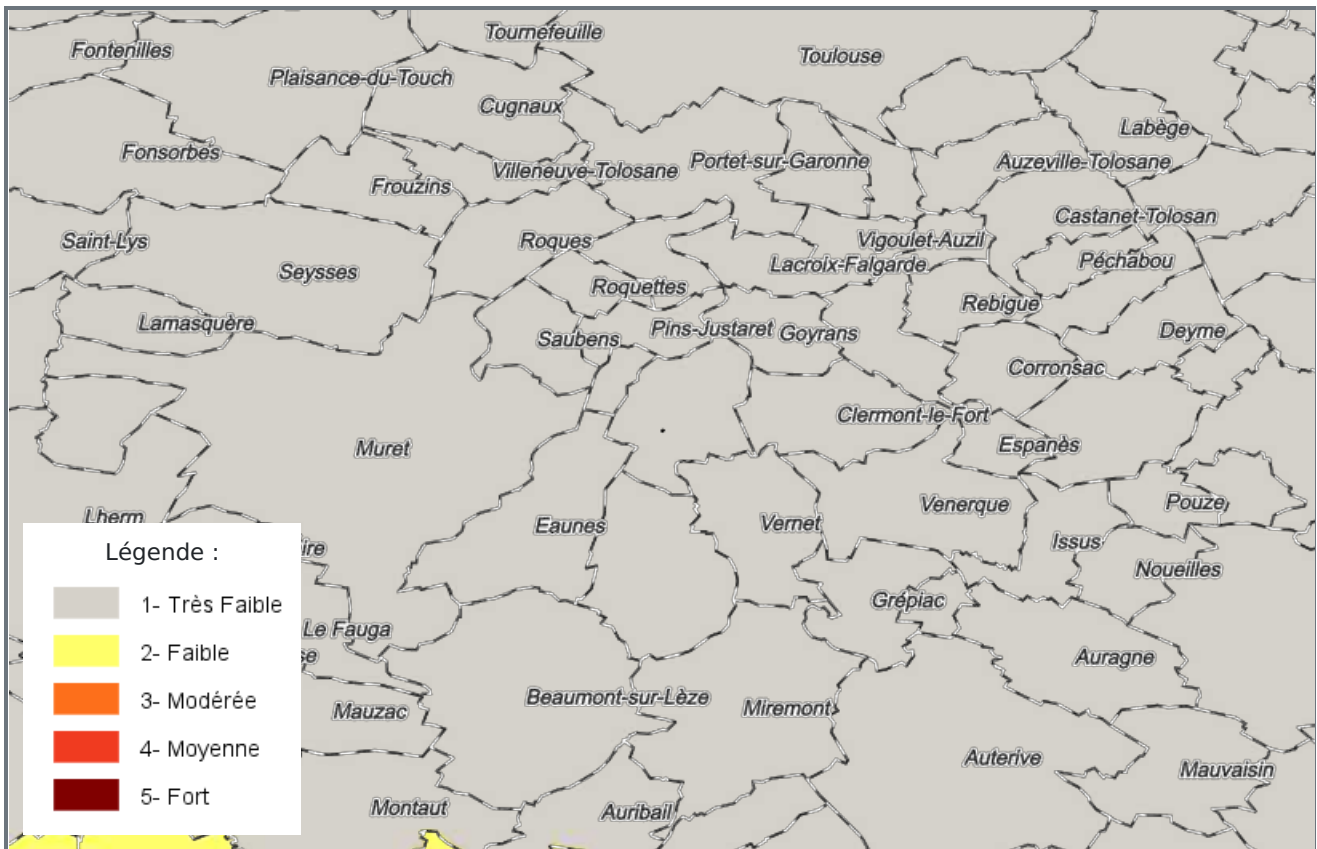 Tournefeuille
Fontenilles
Toulouse
Plaisance-du-Touch
Cugnaux
Labège
Fonsorbes
Portet-sur-Garonne
Auzeville-Tolosane
Villeneuve-Tolosane
Frouzins
Castanet-Tolosan
Saint-Lys
Roques
Vigoulet-Auzil
Seysses
Lacroix-Falgarde
Péchabou
Roquettes
Rebigue
Lamasquère
Saubens
Pins-Justaret
Goyrans
Deyme
Corronsac
Clermont-le-Fort
Muret
Espanès
Venerque
Pouze
Lherm
Eaunes
Vernet
Issus
ire
Noueilles
Grépiac
Le Fauga
se
Auragne
Beaumont-sur-Lèze
Mauzac
Miremont
Auterive
Mauvaisin
Montaut
Auribail
Légende :
1- Très Faible
2- Faible
3- Modérée
4- Moyenne
5- Fort